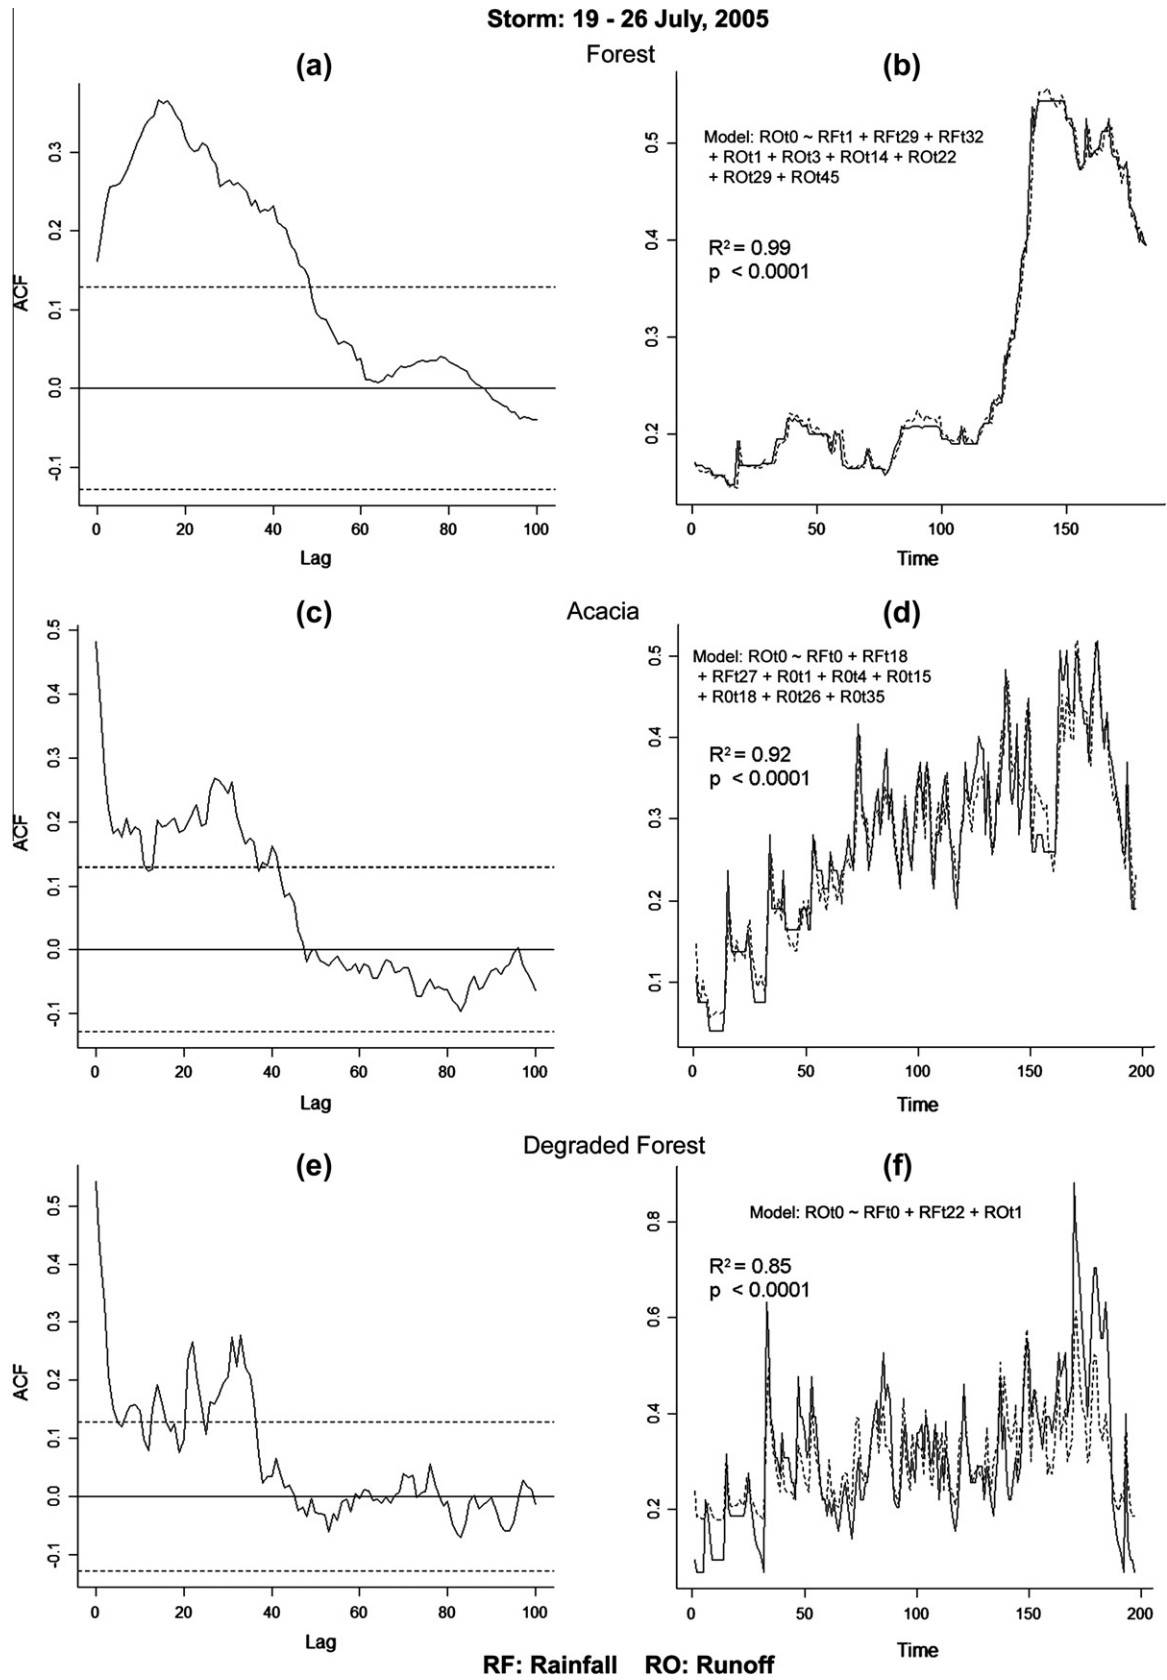 Storm: 19 - 26 July, 2005
Forest
(a)
ACF
0.3
0.2
0.1
0.0
-0.1
0 20 40 60 80 100
Lag
(b)
Model: ROt0 ~ RFt1 + RFt29 + RFt32
+ ROt1 + ROt3 + ROt14 + ROt22
+ ROt29 + ROt45
R² = 0.99
p < 0.0001
0.5
0.4
0.3
0.2
0 50 100 150
Time
Acacia
(c)
ACF
0.5
0.4
0.3
0.2
0.1
0.0
-0.1
0 20 40 60 80 100
Lag
(d)
Model: ROt0 ~ RFt0 + RFt18
+ RFt27 + R0t1 + R0t4 + R0t15
+ R0t18 + R0t26 + R0t35
R² = 0.92
p < 0.0001
0.5
0.4
0.3
0.2
0.1
0 50 100 150 200
Time
Degraded Forest
(e)
ACF
0.5
0.4
0.3
0.2
0.1
0.0
-0.1
0 20 40 60 80 100
Lag
(f)
Model: ROt0 ~ RFt0 + RFt22 + ROt1
R² = 0.85
p < 0.0001
0.8
0.6
0.4
0.2
0 50 100 150 200
Time
RF: Rainfall RO: Runoff